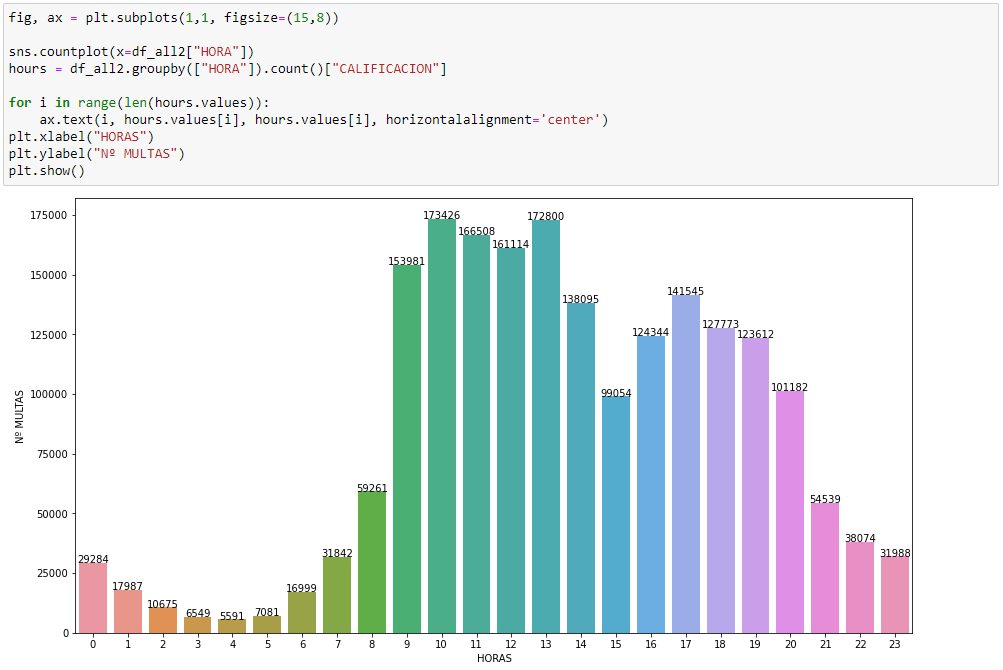 fig, ax = plt.subplots(1,1, figsize=(15,8))
sns.countplot(x=df_all2["HORA"])
hours = df_all2.groupby(["HORA"]).count()["CALIFICACION"]
for i in range(len(hours.values)):
    ax.text(i, hours.values[i], hours.values[i], horizontalalignment='center')
plt.xlabel("HORAS")
plt.ylabel("Nº MULTAS")
plt.show()
175000
150000
125000
100000
75000
50000
25000
0
Nº MULTAS
29284
17987
10675
6549
5591
7081
16999
31842
59261
153981
173426
166508
161114
172800
138095
99054
124344
141545
127773
123612
101182
54539
38074
31988
0 1 2 3 4 5 6 7 8 9 10 11 12 13 14 15 16 17 18 19 20 21 22 23
HORAS